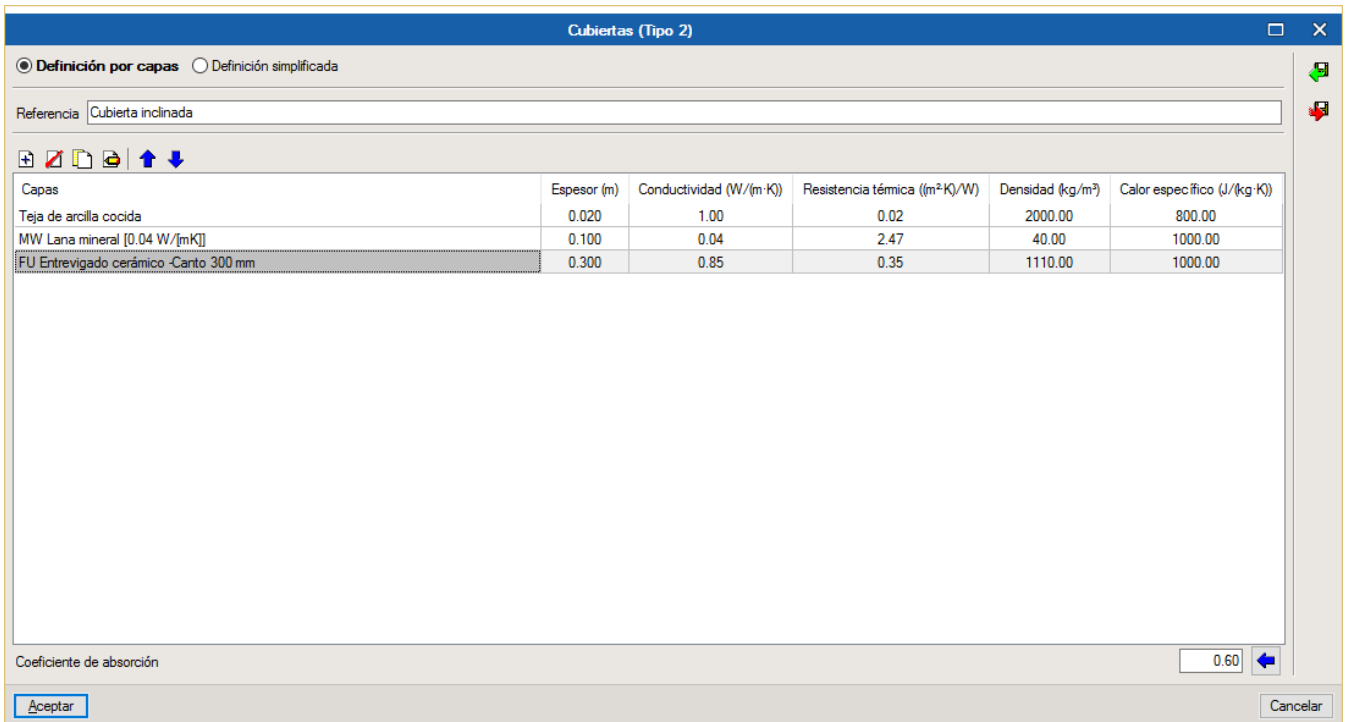 Cubiertas (Tipo 2)
Definición por capas Definición simplificada
Referencia Cubierta inclinada
Capas Espesor (m) Conductividad (W/(m·K)) Resistencia térmica ((m²·K)/W) Densidad (kg/m³) Calor específico (J/(kg·K))
Teja de arcilla cocida 0.020 1.00 0.02 2000.00 800.00
MW Lana mineral [0.04 W/[mK]] 0.100 0.04 2.47 40.00 1000.00
FU Entrevigado cerámico -Canto 300 mm 0.300 0.85 0.35 1110.00 1000.00
Coeficiente de absorción 0.60
Aceptar Cancelar